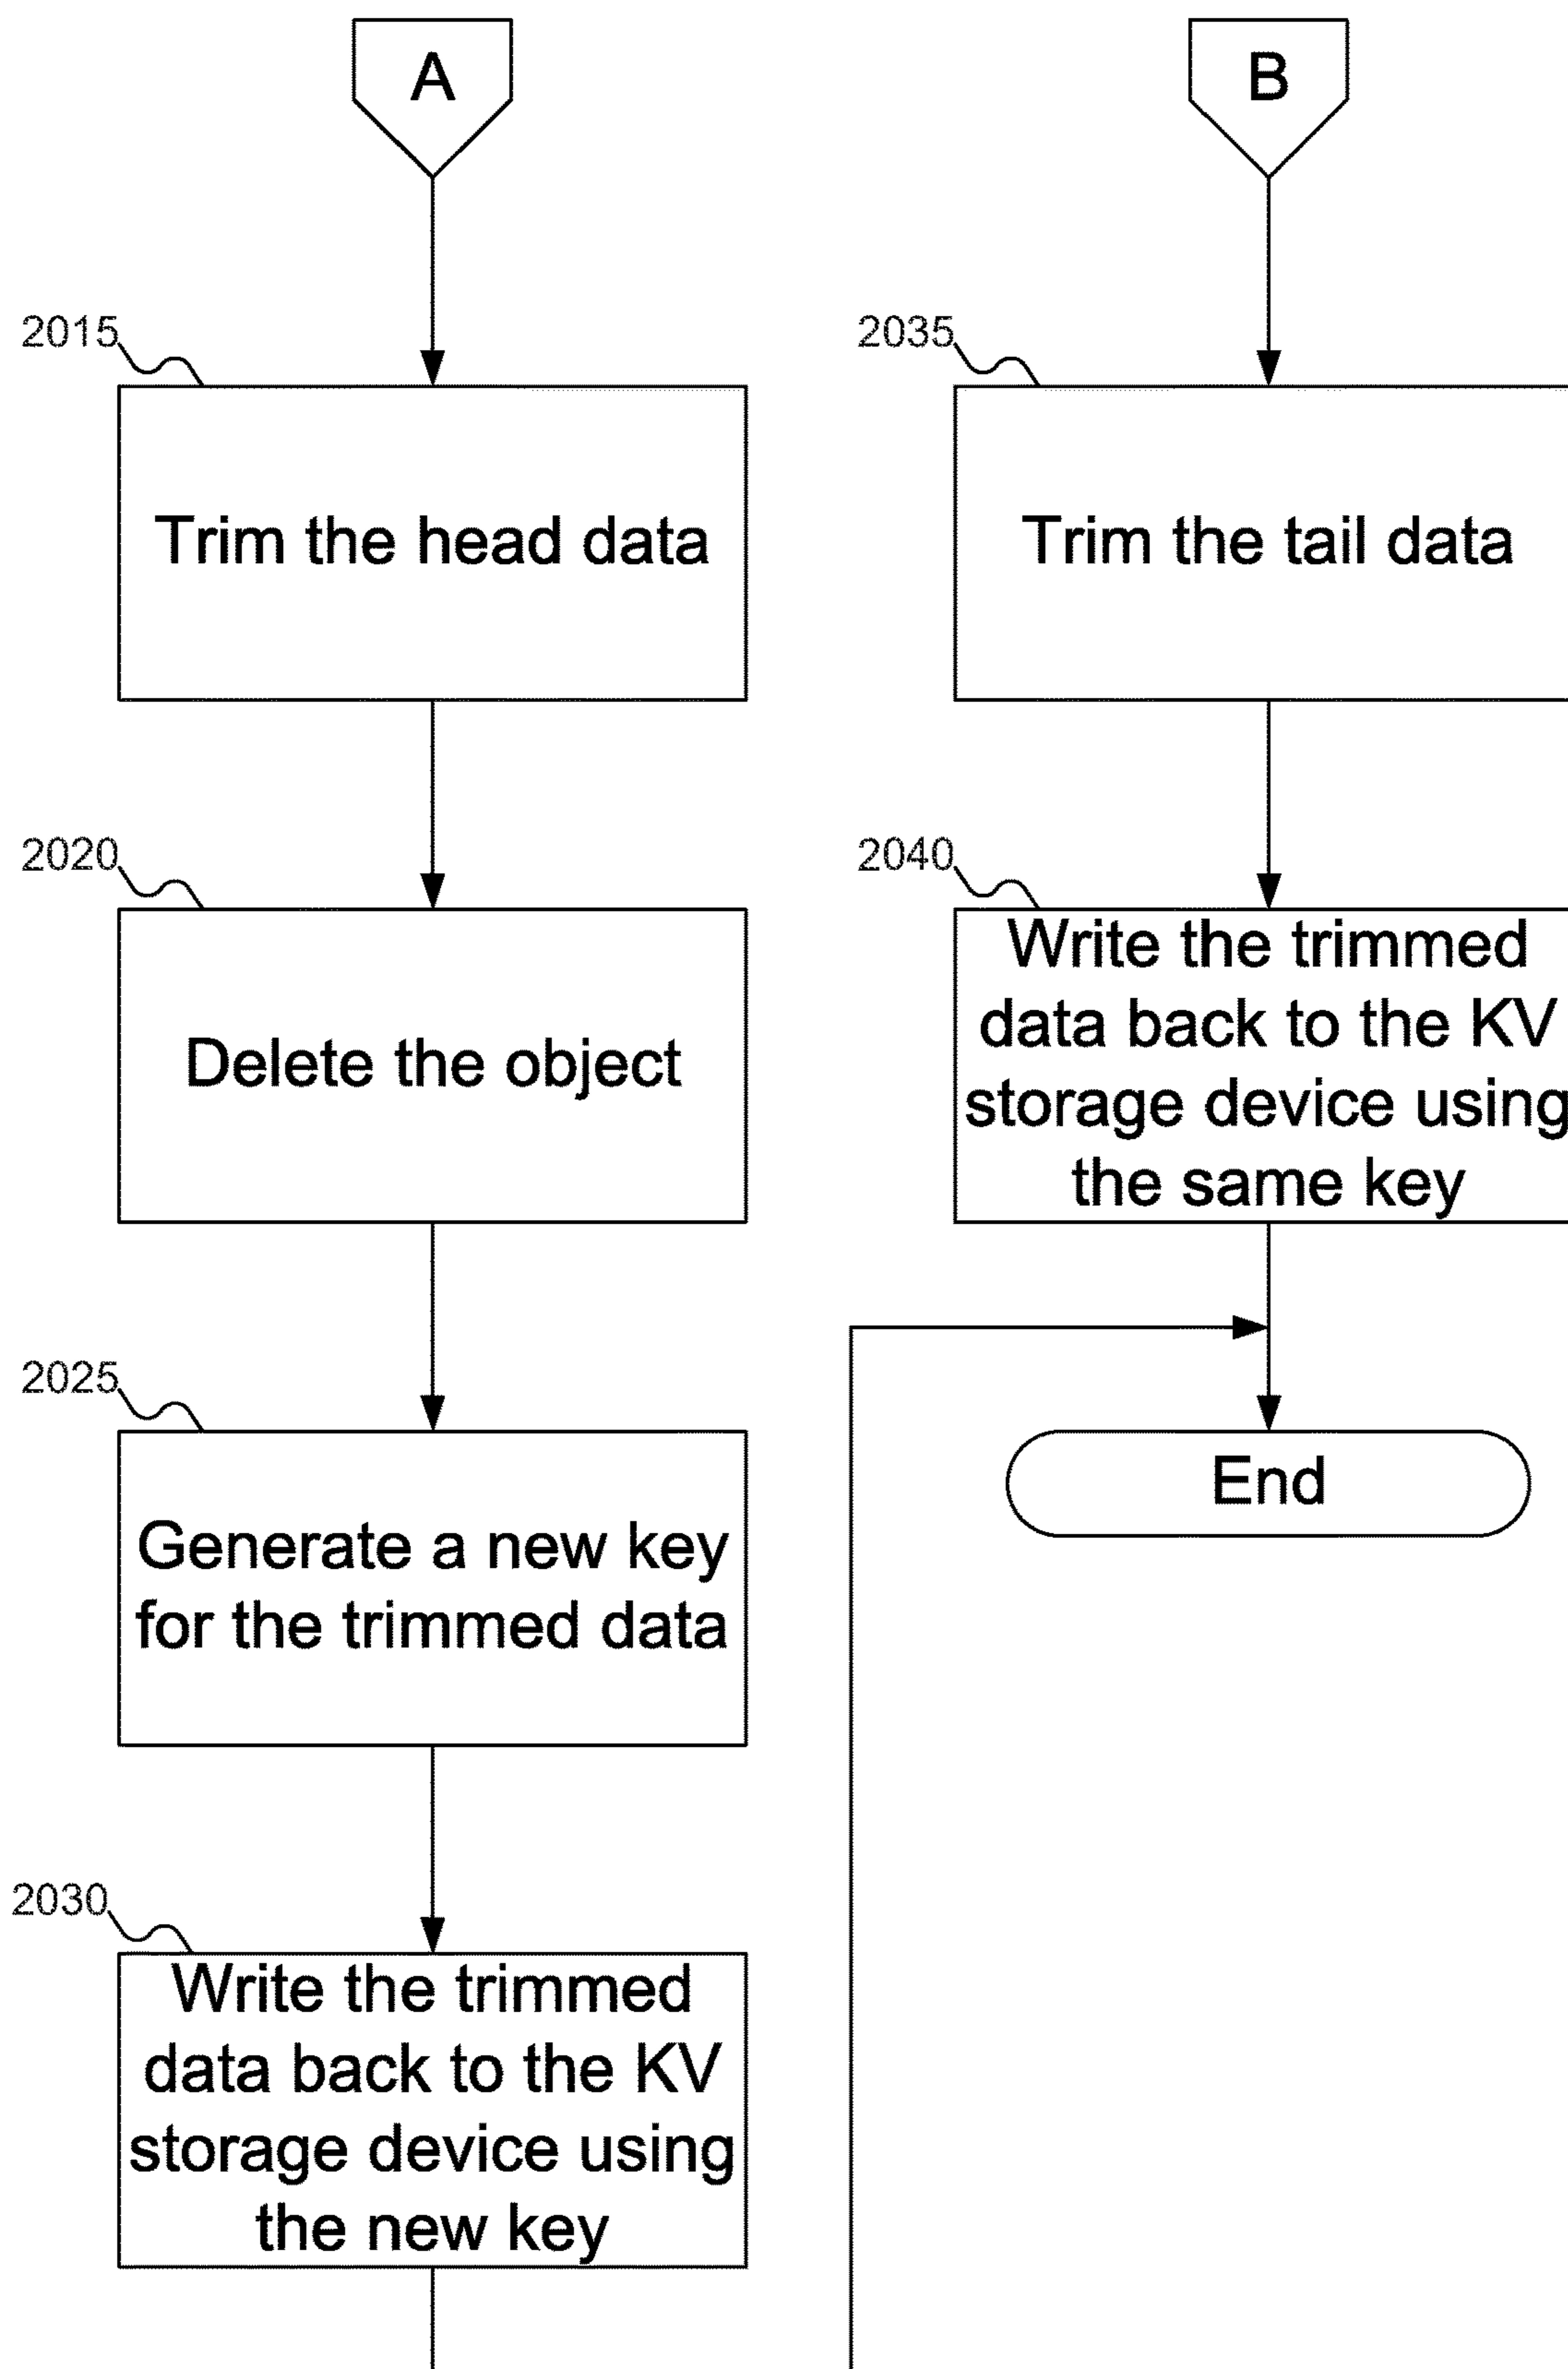 A
2015
Trim the head data
2020
Delete the object
2025
Generate a new key
for the trimmed data
2030
Write the trimmed
data back to the KV
storage device using
the new key
B
2035
Trim the tail data
2040
Write the trimmed
data back to the KV
storage device using
the same key
End